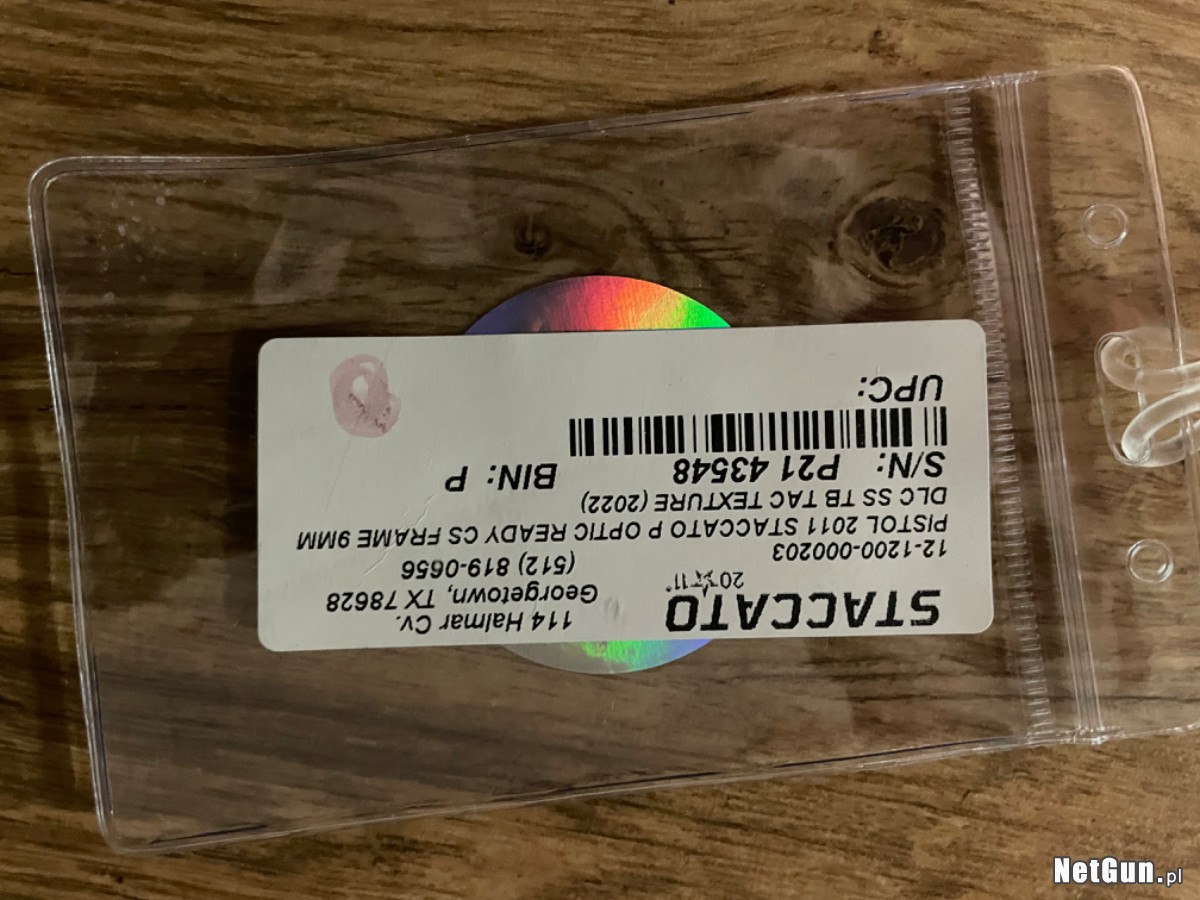 STACCATO
20 11
114 Halmar Cv.
Georgetown, TX 78628
(512) 819-0656
12-1200-000203
PISTOL 2011 STACCATO P OPTIC READY CS FRAME 9MM
DLC SS TB TAC TEXTURE (2022)
S/N: P21 43548 BIN: P
UPC:
NetGun.pl